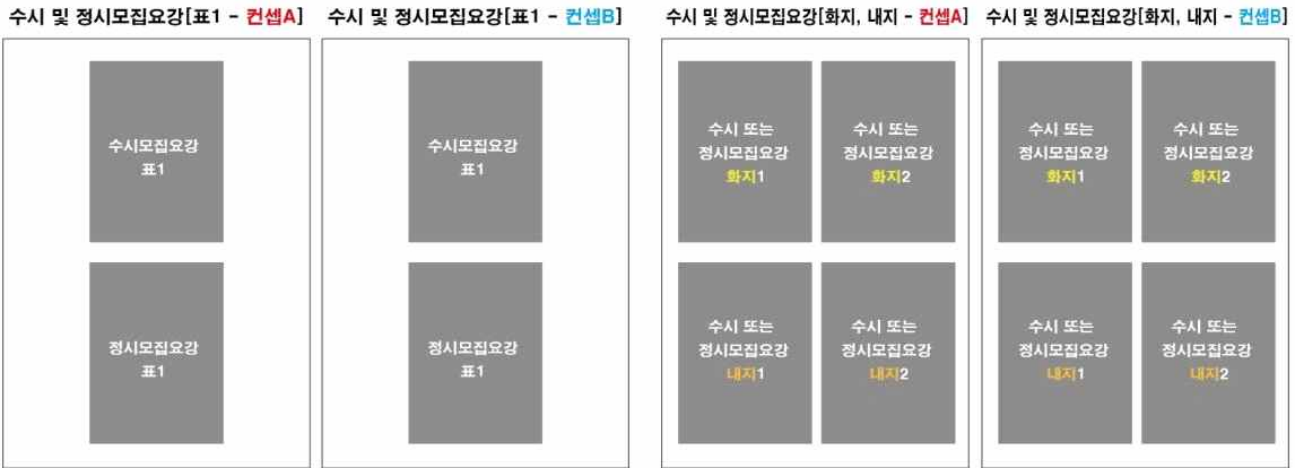 수시 및 정시모집요강[표1 - 컨셉A]
수시모집요강
표1
정시모집요강
표1
수시 및 정시모집요강[표1 - 컨셉B]
수시모집요강
표1
정시모집요강
표1
수시 및 정시모집요강[화지, 내지 - 컨셉A]
수시 또는
정시모집요강
화지1
수시 또는
정시모집요강
화지2
수시 또는
정시모집요강
내지1
수시 또는
정시모집요강
내지2
수시 및 정시모집요강[화지, 내지 - 컨셉B]
수시 또는
정시모집요강
화지1
수시 또는
정시모집요강
화지2
수시 또는
정시모집요강
내지1
수시 또는
정시모집요강
내지2